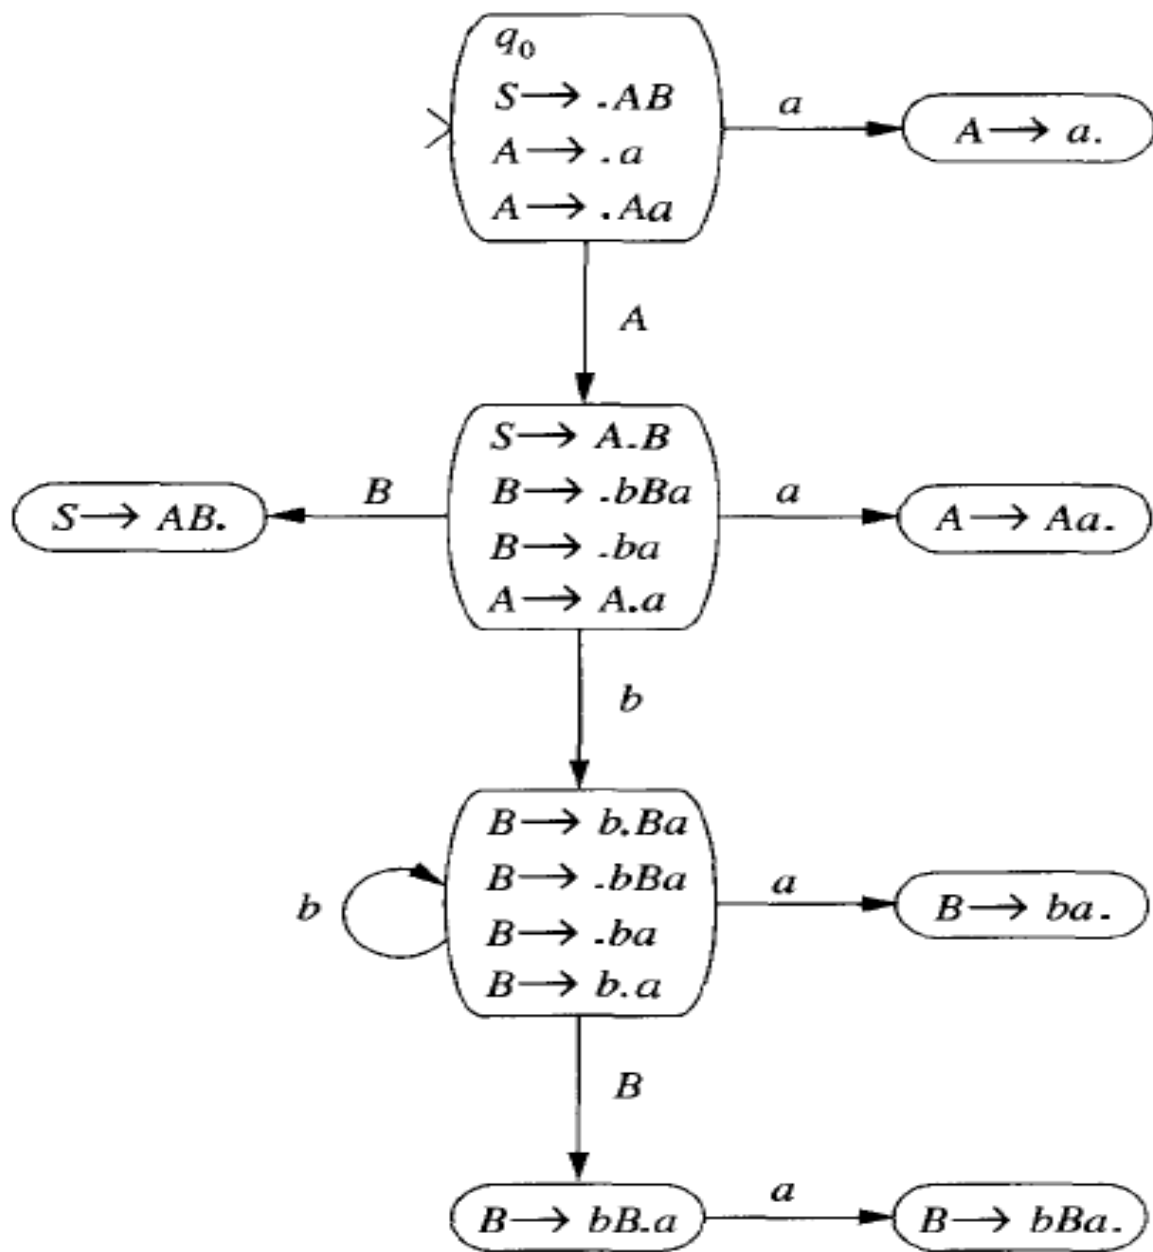 q₀
S → .AB
A → .a
A → .Aa
a
A → a.
A
S → AB.
B
S → A.B
B → .bBa
B → .ba
A → A.a
a
A → Aa.
b
b
B → b.Ba
B → .bBa
B → .ba
B → b.a
a
B → ba.
B
B → bB.a
a
B → bBa.